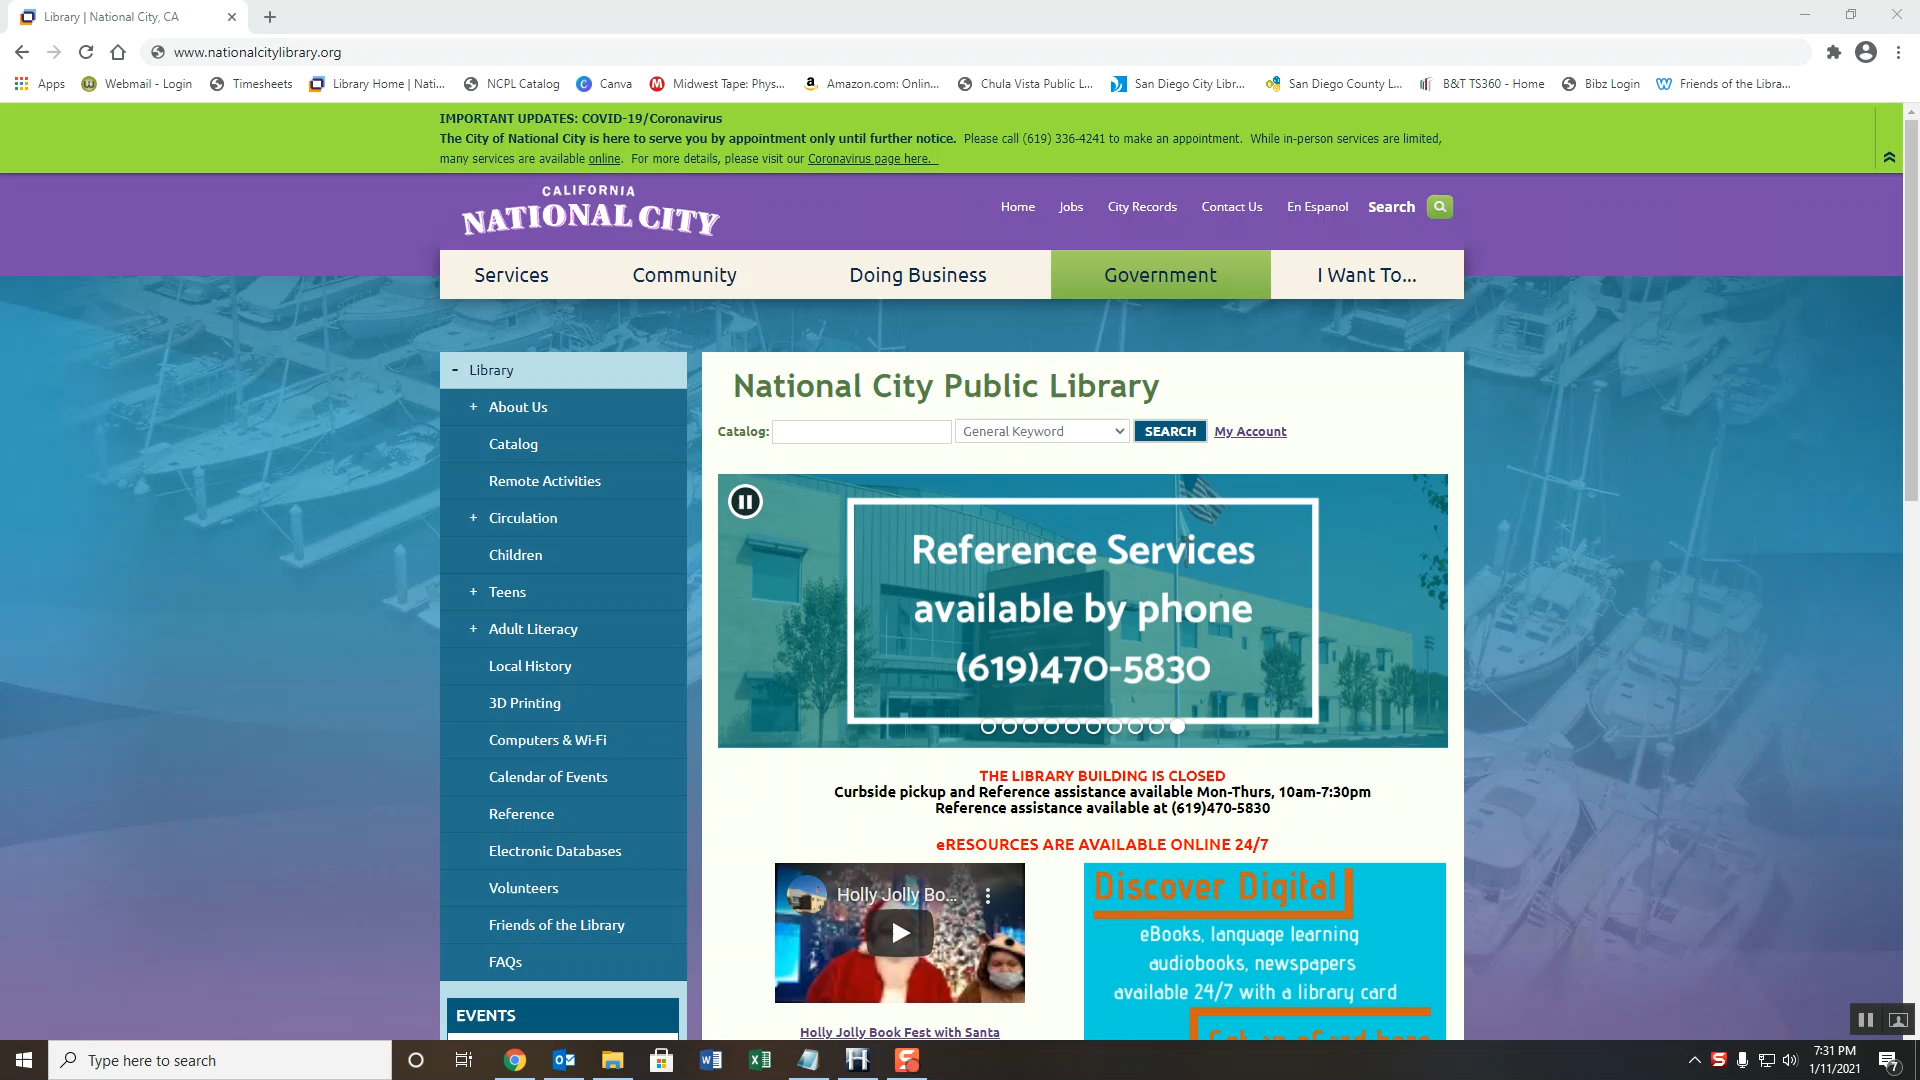 Library | National City, CA
www.nationalcitylibrary.org
Apps
Webmail - Login
Timesheets
Library Home | Nati...
NCPL Catalog
Canva
Midwest Tape: Phys...
Amazon.com: Onlin...
Chula Vista Public L...
San Diego City Libr...
San Diego County L...
B&T TS360 - Home
Bibz Login
Friends of the Libra...
IMPORTANT UPDATES: COVID-19/Coronavirus
The City of National City is here to serve you by appointment only until further notice. Please call (619) 336-4241 to make an appointment. While in-person services are limited,
many services are available online. For more details, please visit our Coronavirus page here.
CALIFORNIA
NATIONAL CITY
Home
Jobs
City Records
Contact Us
En Espanol
Search
Services
Community
Doing Business
Government
I Want To...
- Library
+ About Us
Catalog
Remote Activities
+ Circulation
Children
+ Teens
+ Adult Literacy
Local History
3D Printing
Computers & Wi-Fi
Calendar of Events
Reference
Electronic Databases
Volunteers
Friends of the Library
FAQs
EVENTS
National City Public Library
Catalog:
General Keyword
SEARCH
My Account
Reference Services
available by phone
(619)470-5830
THE LIBRARY BUILDING IS CLOSED
Curbside pickup and Reference assistance available Mon-Thurs, 10am-7:30pm
Reference assistance available at (619)470-5830
eRESOURCES ARE AVAILABLE ONLINE 24/7
Holly Jolly Bo...
Holly Jolly Book Fest with Santa
Discover Digital
eBooks, language learning
audiobooks, newspapers
available 24/7 with a library card
Type here to search
7:31 PM
1/11/2021
7